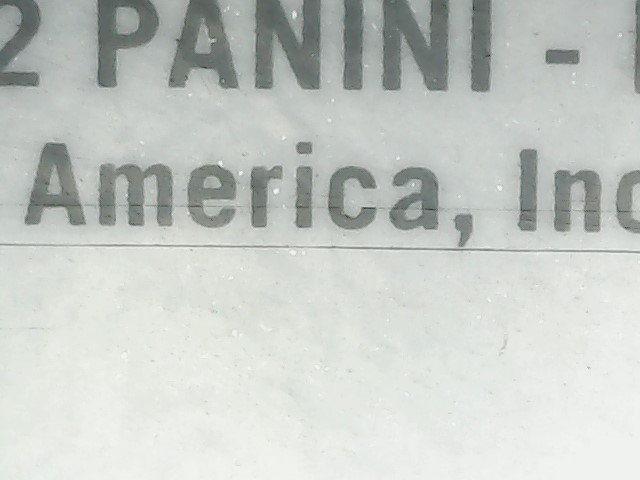 2 PANINI -
America, Inc